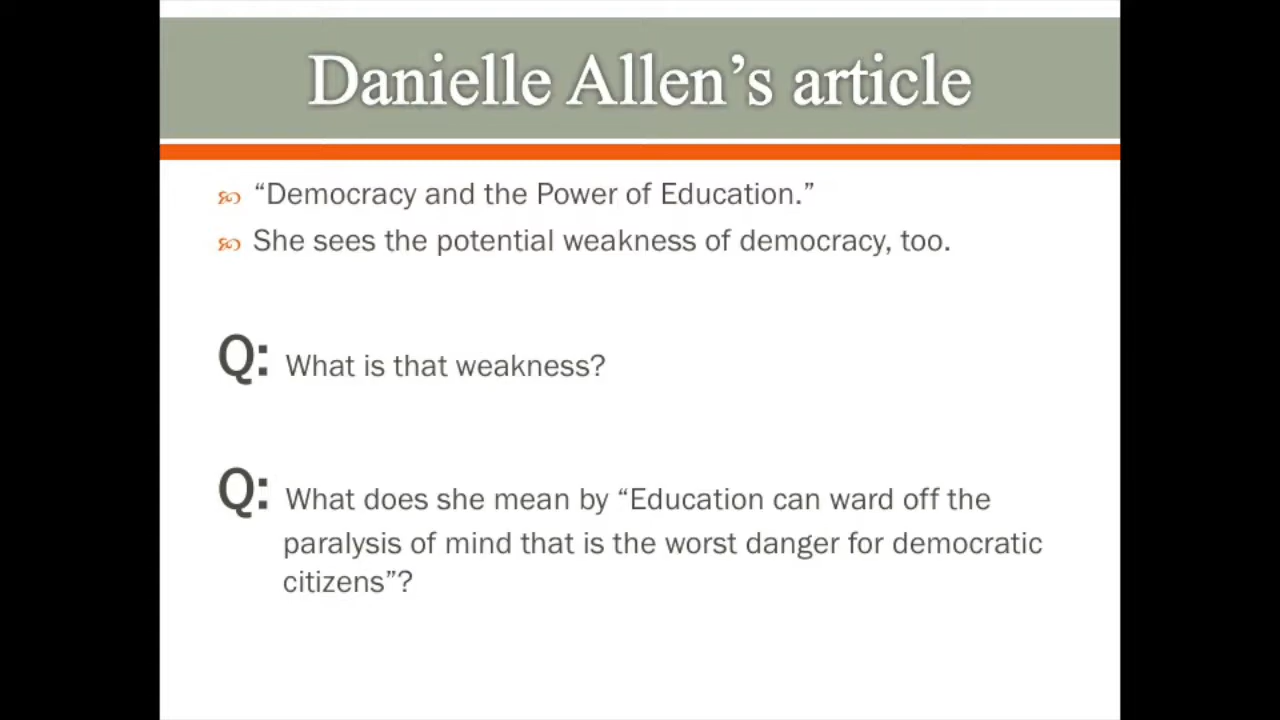 Danielle Allen’s article
“Democracy and the Power of Education.”
She sees the potential weakness of democracy, too.
Q: What is that weakness?
Q: What does she mean by “Education can ward off the
paralysis of mind that is the worst danger for democratic
citizens”?